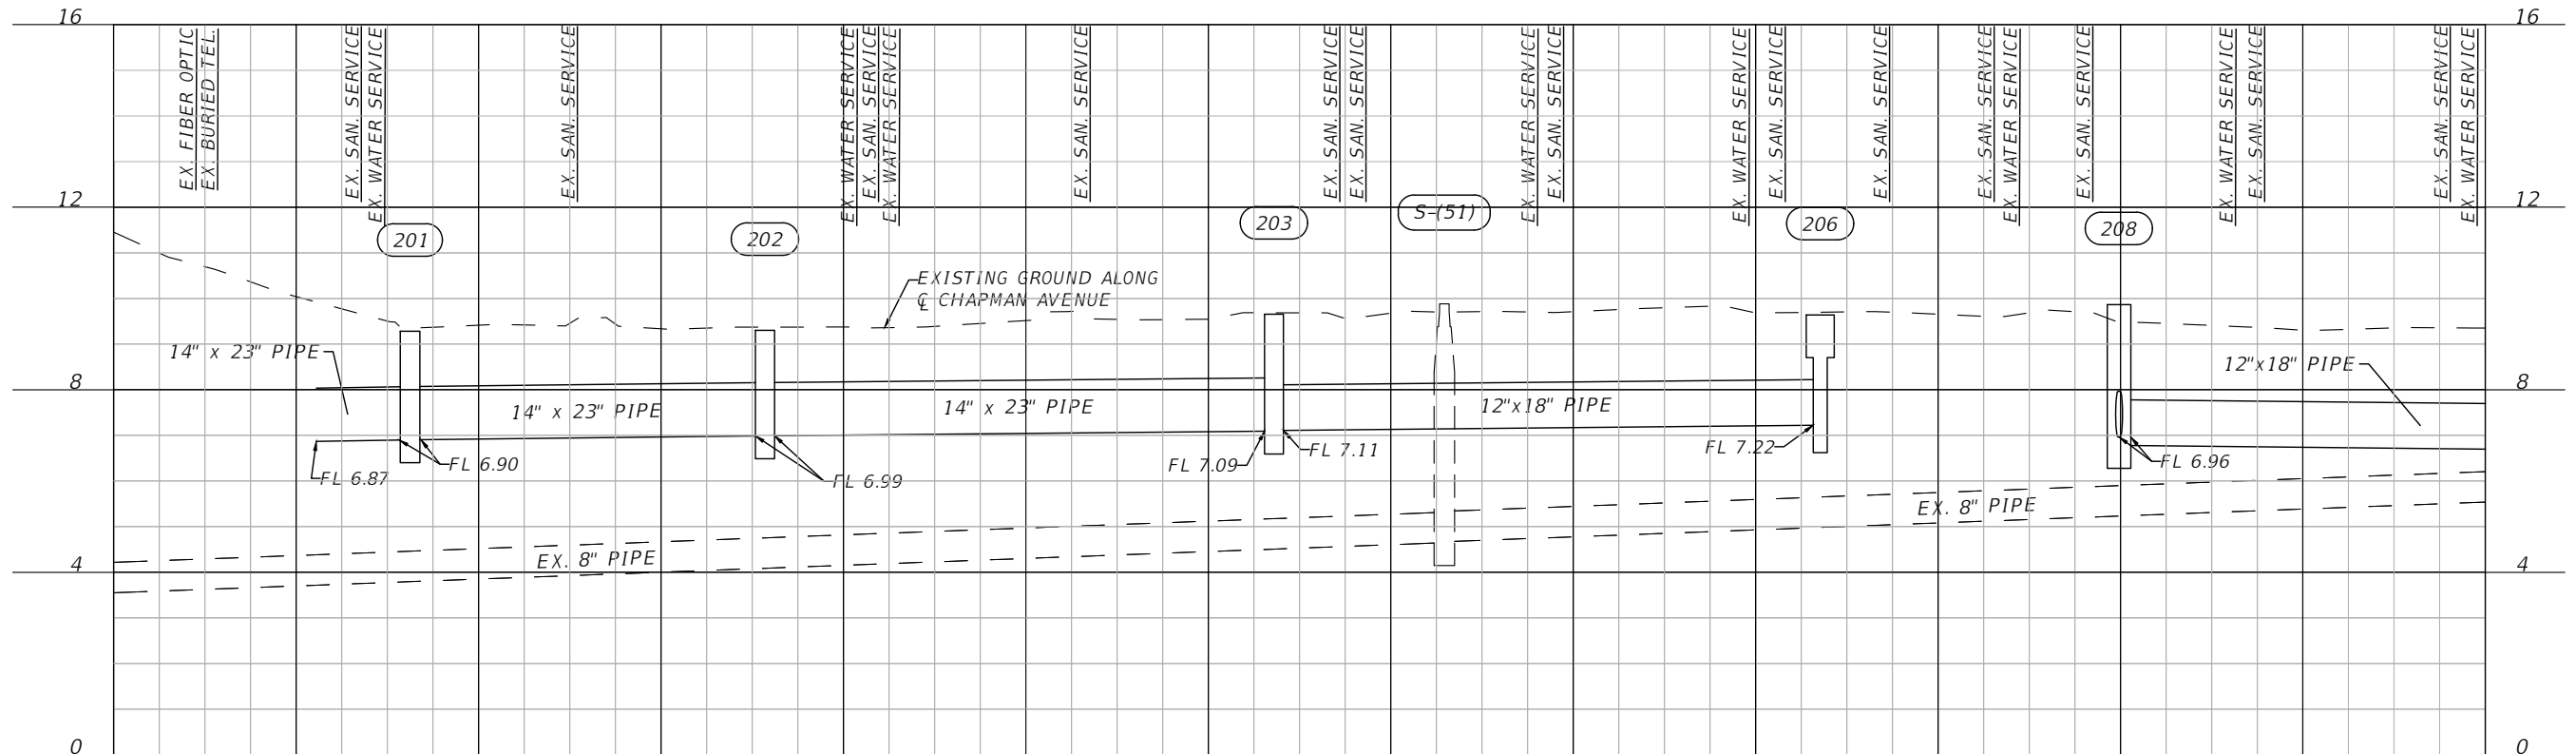 16
16
EX. FIBER OPTIC
EX. BURIED TEL.
EX. SAN. SERVICE
EX. WATER SERVICE
EX. SAN. SERVICE
EX. WATER SERVICE
EX. SAN. SERVICE
EX. WATER SERVICE
EX. SAN. SERVICE
EX. SAN. SERVICE
EX. SAN. SERVICE
EX. WATER SERVICE
EX. SAN. SERVICE
EX. WATER SERVICE
EX. SAN. SERVICE
EX. SAN. SERVICE
EX. SAN. SERVICE
EX. WATER SERVICE
EX. SAN. SERVICE
EX. WATER SERVICE
EX. SAN. SERVICE
EX. SAN. SERVICE
EX. WATER SERVICE
12
12
201
202
203
S-(51)
206
208
EXISTING GROUND ALONG
℄ CHAPMAN AVENUE
14" x 23" PIPE
12"x18" PIPE
8
8
14" x 23" PIPE
14" x 23" PIPE
12"x18" PIPE
FL 6.87
FL 6.90
FL 6.99
FL 7.09
FL 7.11
FL 7.22
FL 6.96
EX. 8" PIPE
EX. 8" PIPE
4
4
0
0